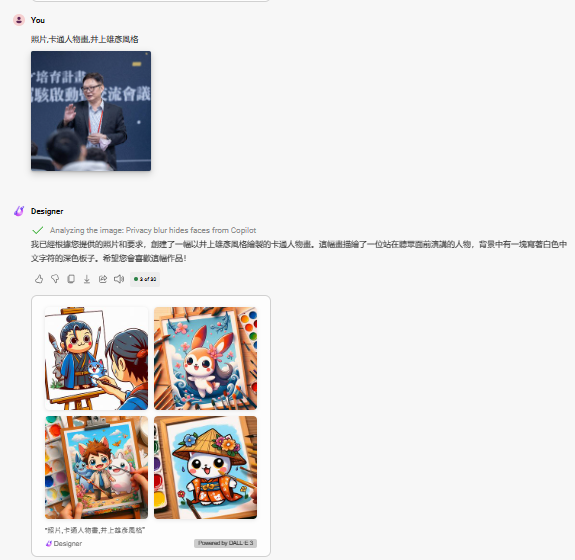 You
照片,卡通人物畫,井上雄彥風格
培育計畫
駭啟動暨交流會議
Designer
Analyzing the image: Privacy blur hides faces from Copilot
我已經根據您提供的照片和要求，創建了一幅以井上雄彥風格繪製的卡通人物畫。這幅畫描繪了一位站在聽眾面前演講的人物，背景中有一塊寫著白色中
文字符的深色板子。希望您會喜歡這幅作品！
3 of 30
"照片,卡通人物畫,井上雄彥風格"
Designer
Powered by DALL·E 3